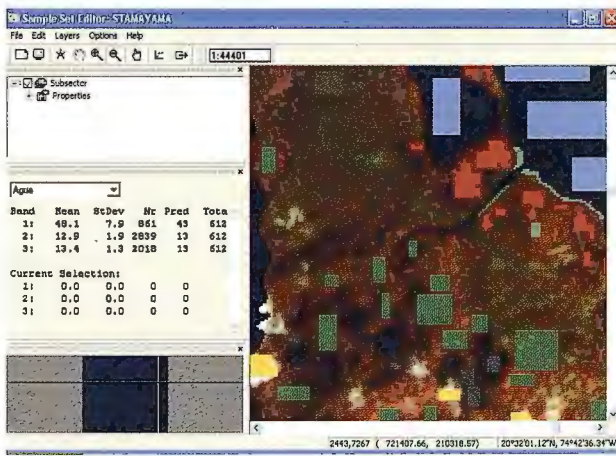 Sample Set Editor: STAMAYAMA
File Edit Layers Options Help
1:44401
Subsector
Properties
Agua
Band Mean StDev Nr Pred Tota
1: 48.1 7.9 861 43 612
2: 12.9 1.9 2839 13 612
3: 13.4 1.3 2018 13 612
Current Selection:
1: 0.0 0.0 0 0
2: 0.0 0.0 0 0
3: 0.0 0.0 0 0
2443,7267 ( 721407.66, 210318.57) 20°32'01.12"N, 74°42'36.34"W